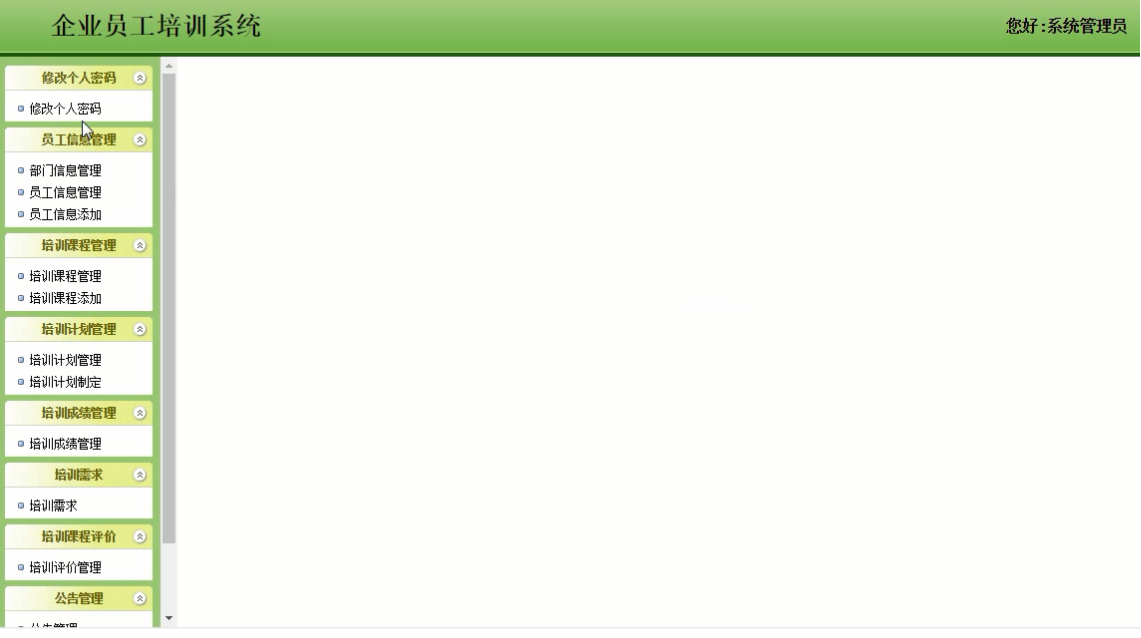 企业员工培训系统
您好:系统管理员
修改个人密码
修改个人密码
员工信息管理
部门信息管理
员工信息管理
员工信息添加
培训课程管理
培训课程管理
培训课程添加
培训计划管理
培训计划管理
培训计划制定
培训成绩管理
培训成绩管理
培训需求
培训需求
培训课程评价
培训评价管理
公告管理
公告管理